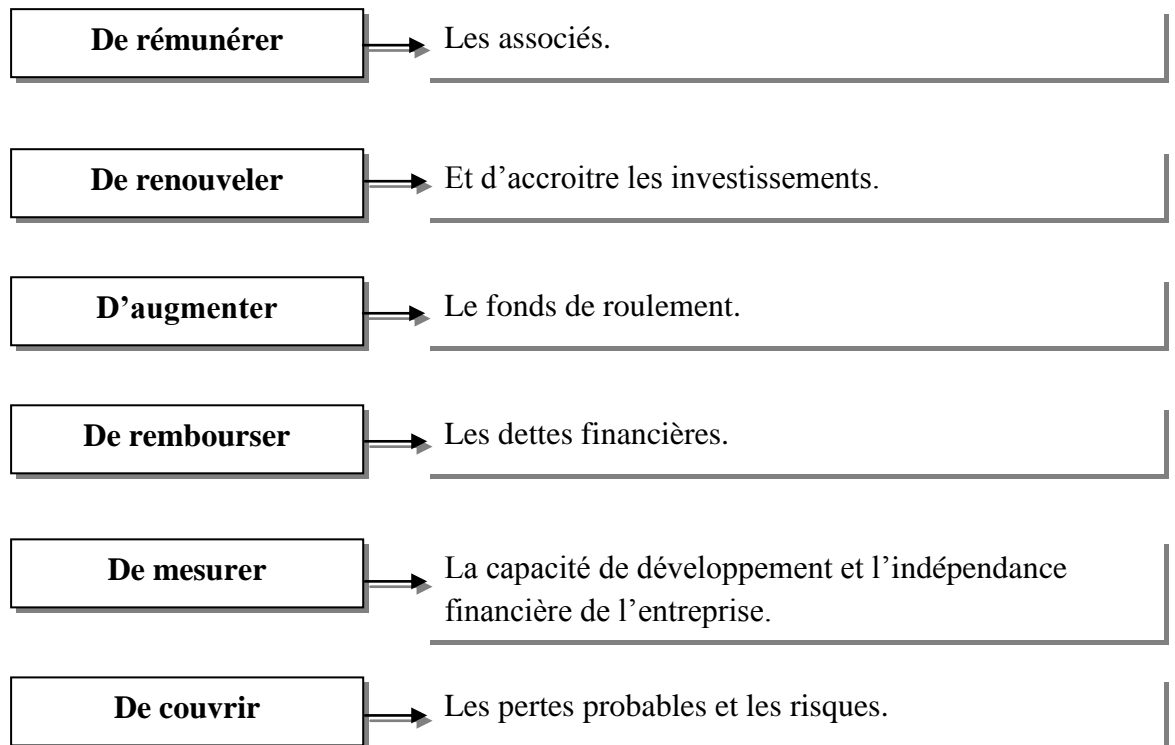 De rémunérer
Les associés.
De renouveler
Et d'accroitre les investissements.
D'augmenter
Le fonds de roulement.
De rembourser
Les dettes financières.
De mesurer
La capacité de développement et l'indépendance
financière de l'entreprise.
De couvrir
Les pertes probables et les risques.